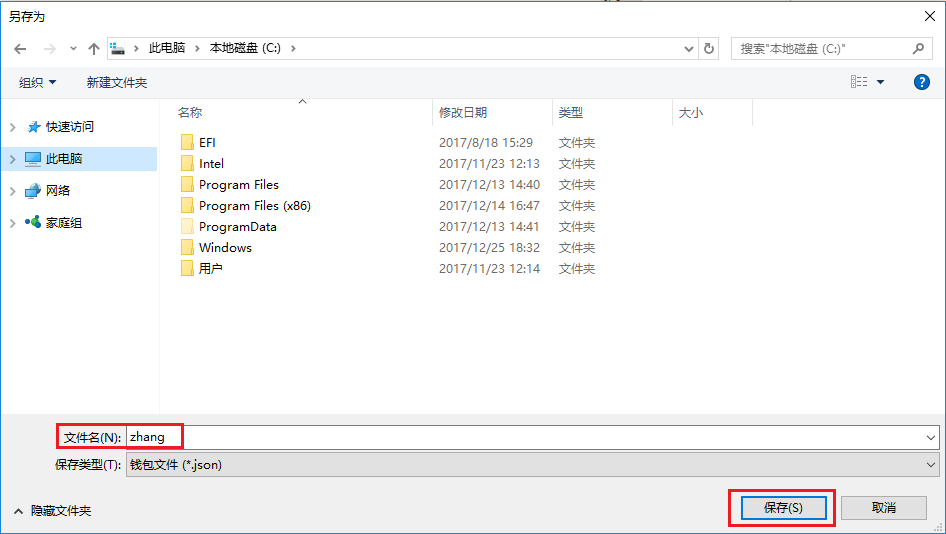 另存为
此电脑 本地磁盘 (C:) 搜索"本地磁盘 (C:)"
组织 新建文件夹
名称 修改日期 类型 大小
快速访问
此电脑
网络
家庭组
EFI 2017/8/18 15:29 文件夹
Intel 2017/11/23 12:13 文件夹
Program Files 2017/12/13 14:40 文件夹
Program Files (x86) 2017/12/14 16:47 文件夹
ProgramData 2017/12/13 14:41 文件夹
Windows 2017/12/25 18:32 文件夹
用户 2017/11/23 12:14 文件夹
文件名(N): zhang
保存类型(T): 钱包文件 (*.json)
隐藏文件夹 保存(S) 取消